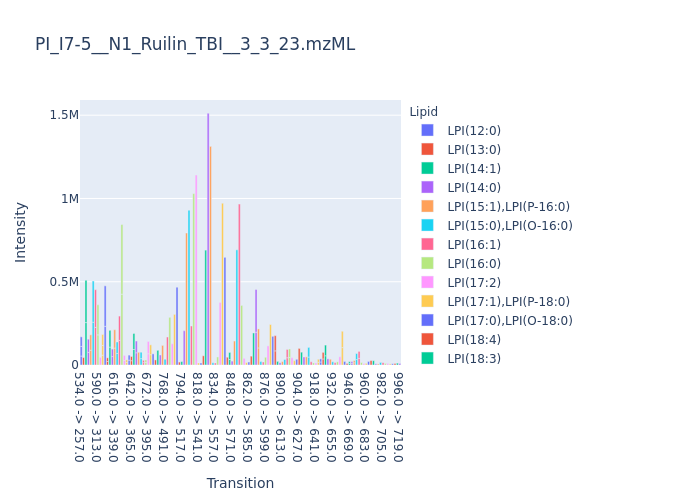 PI_I7-5__N1_Ruilin_TBI__3_3_23.mzML
Intensity
1.5M
1M
0.5M
0
534.0 -> 257.0
590.0 -> 313.0
616.0 -> 339.0
642.0 -> 365.0
672.0 -> 395.0
768.0 -> 491.0
794.0 -> 517.0
818.0 -> 541.0
834.0 -> 557.0
848.0 -> 571.0
862.0 -> 585.0
876.0 -> 599.0
890.0 -> 613.0
904.0 -> 627.0
918.0 -> 641.0
932.0 -> 655.0
946.0 -> 669.0
960.0 -> 683.0
982.0 -> 705.0
996.0 -> 719.0
Transition
Lipid
LPI(12:0)
LPI(13:0)
LPI(14:1)
LPI(14:0)
LPI(15:1),LPI(P-16:0)
LPI(15:0),LPI(O-16:0)
LPI(16:1)
LPI(16:0)
LPI(17:2)
LPI(17:1),LPI(P-18:0)
LPI(17:0),LPI(O-18:0)
LPI(18:4)
LPI(18:3)